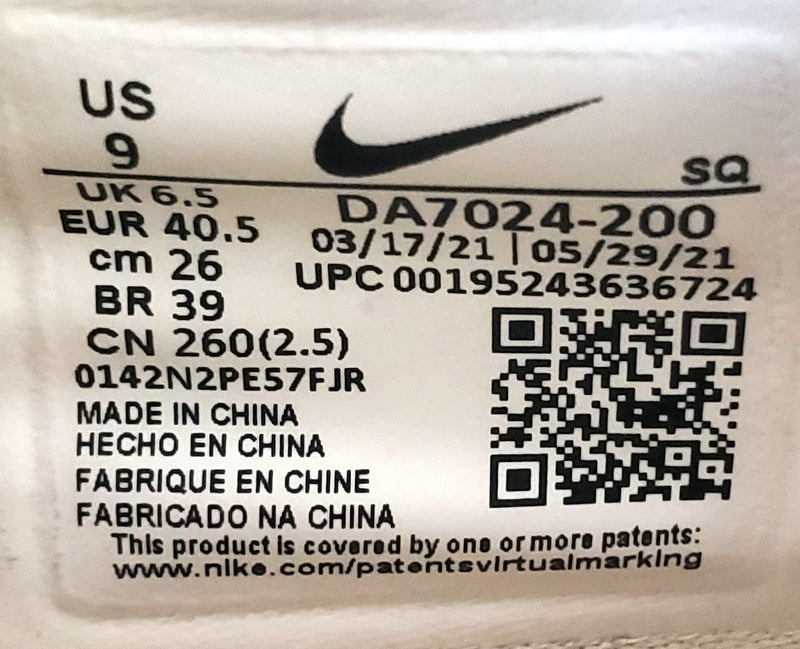 US
9
SQ
UK 6.5
EUR 40.5
cm 26
BR 39
CN 260(2.5)
DA7024-200
03/17/21 | 05/29/21
UPC 00195243636724
0142N2PE57FJR
MADE IN CHINA
HECHO EN CHINA
FABRIQUE EN CHINE
FABRICADO NA CHINA
This product is covered by one or more patents:
www.nike.com/patentsvirtualmarking